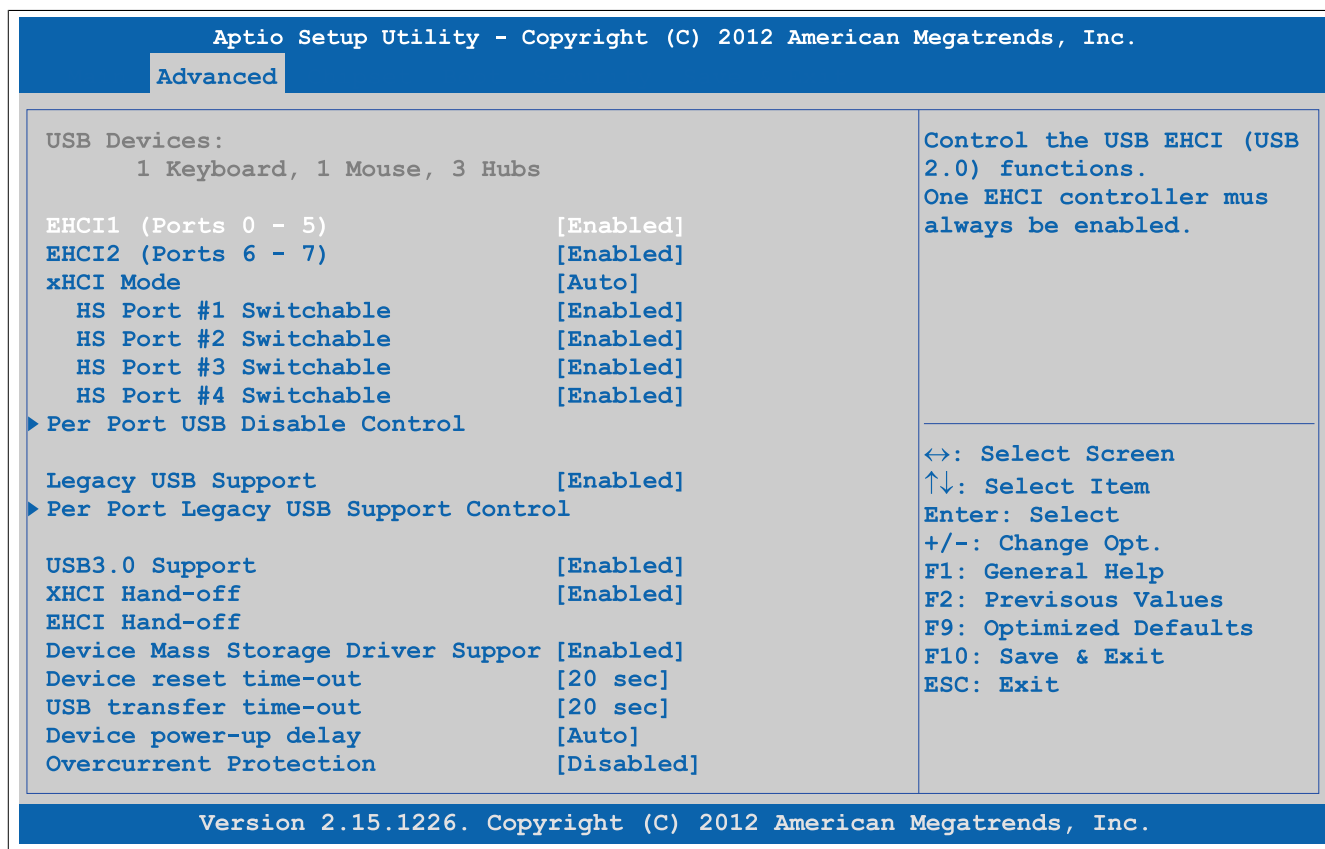 Aptio Setup Utility - Copyright (C) 2012 American Megatrends, Inc.
Advanced
USB Devices:
1 Keyboard, 1 Mouse, 3 Hubs
EHCI1 (Ports 0 - 5) [Enabled]
EHCI2 (Ports 6 - 7) [Enabled]
xHCI Mode [Auto]
HS Port #1 Switchable [Enabled]
HS Port #2 Switchable [Enabled]
HS Port #3 Switchable [Enabled]
HS Port #4 Switchable [Enabled]
Per Port USB Disable Control
Legacy USB Support [Enabled]
Per Port Legacy USB Support Control
USB3.0 Support [Enabled]
XHCI Hand-off [Enabled]
EHCI Hand-off
Device Mass Storage Driver Suppor [Enabled]
Device reset time-out [20 sec]
USB transfer time-out [20 sec]
Device power-up delay [Auto]
Overcurrent Protection [Disabled]
Control the USB EHCI (USB
2.0) functions.
One EHCI controller mus
always be enabled.
↔: Select Screen
↑↓: Select Item
Enter: Select
+/-: Change Opt.
F1: General Help
F2: Previsous Values
F9: Optimized Defaults
F10: Save & Exit
ESC: Exit
Version 2.15.1226. Copyright (C) 2012 American Megatrends, Inc.